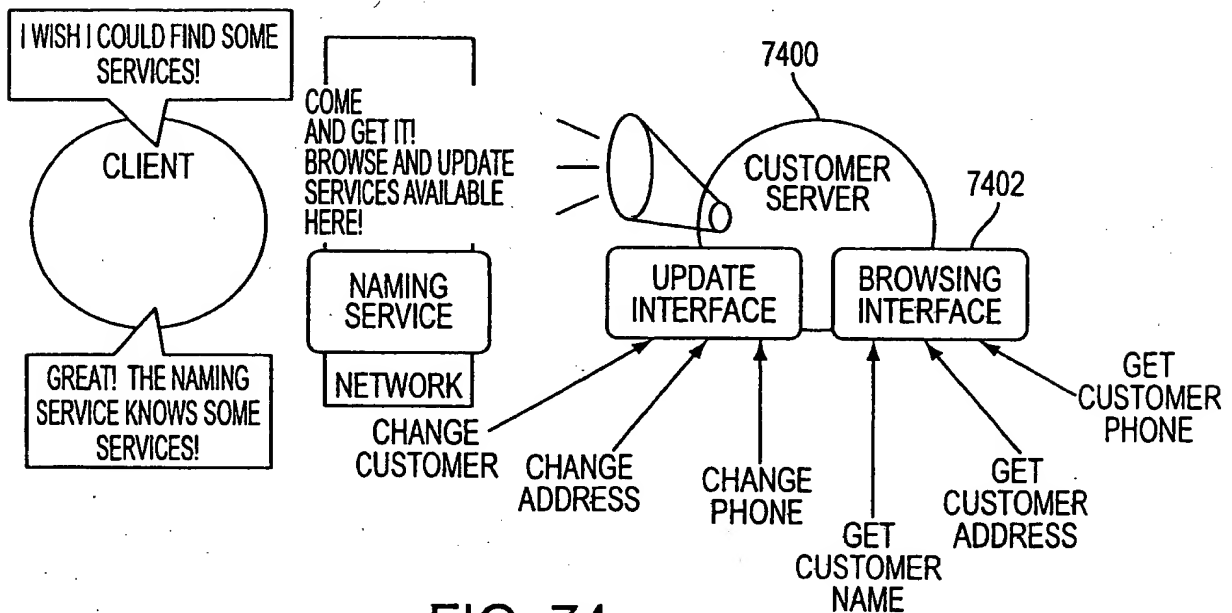 I WISH I COULD FIND SOME
SERVICES!
CLIENT
GREAT! THE NAMING
SERVICE KNOWS SOME
SERVICES!
COME
AND GET IT!
BROWSE AND UPDATE
SERVICES AVAILABLE
HERE!
NAMING
SERVICE
NETWORK
7400
CUSTOMER
SERVER
7402
UPDATE
INTERFACE
BROWSING
INTERFACE
CHANGE
CUSTOMER
CHANGE
ADDRESS
CHANGE
PHONE
GET
CUSTOMER
NAME
GET
CUSTOMER
ADDRESS
GET
CUSTOMER
PHONE
FIG. 74